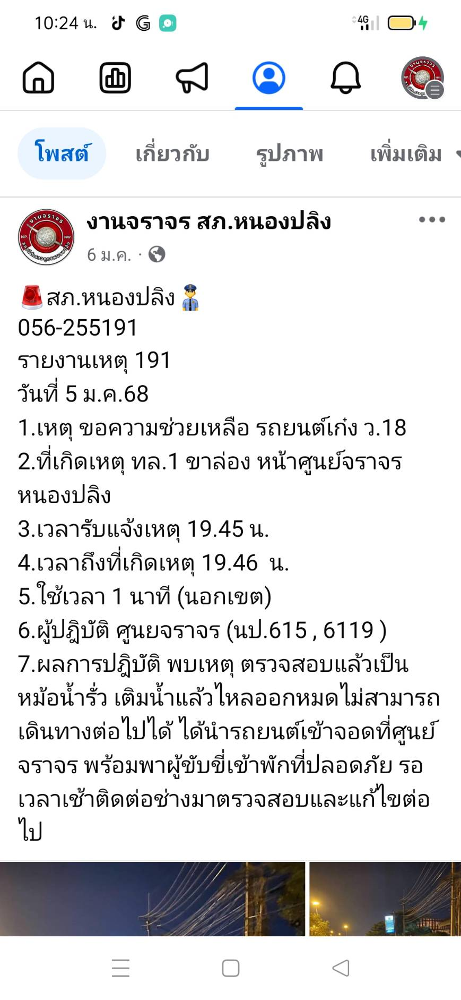 10:24 น.
4G
โพสต์ เกี่ยวกับ รูปภาพ เพิ่มเติม
งานจราจร สภ.หนองปลิง
6 ม.ค.
สภ.หนองปลิง
056-255191
รายงานเหตุ 191
วันที่ 5 ม.ค.68
1.เหตุ ขอความช่วยเหลือ รถยนต์เก๋ง ว.18
2.ที่เกิดเหตุ ทล.1 ขาล่อง หน้าศูนย์จราจร
หนองปลิง
3.เวลารับแจ้งเหตุ 19.45 น.
4.เวลาถึงที่เกิดเหตุ 19.46 น.
5.ใช้เวลา 1 นาที (นอกเขต)
6.ผู้ปฎิบัติ ศูนยจราจร (นป.615 , 6119 )
7.ผลการปฎิบัติ พบเหตุ ตรวจสอบแล้วเป็น
หม้อน้ำรั่ว เติมน้ำแล้วไหลออกหมดไม่สามารถ
เดินทางต่อไปได้ ได้นำรถยนต์เข้าจอดที่ศูนย์
จราจร พร้อมพาผู้ขับขี่เข้าพักที่ปลอดภัย รอ
เวลาเช้าติดต่อช่างมาตรวจสอบและแก้ไขต่อ
ไป